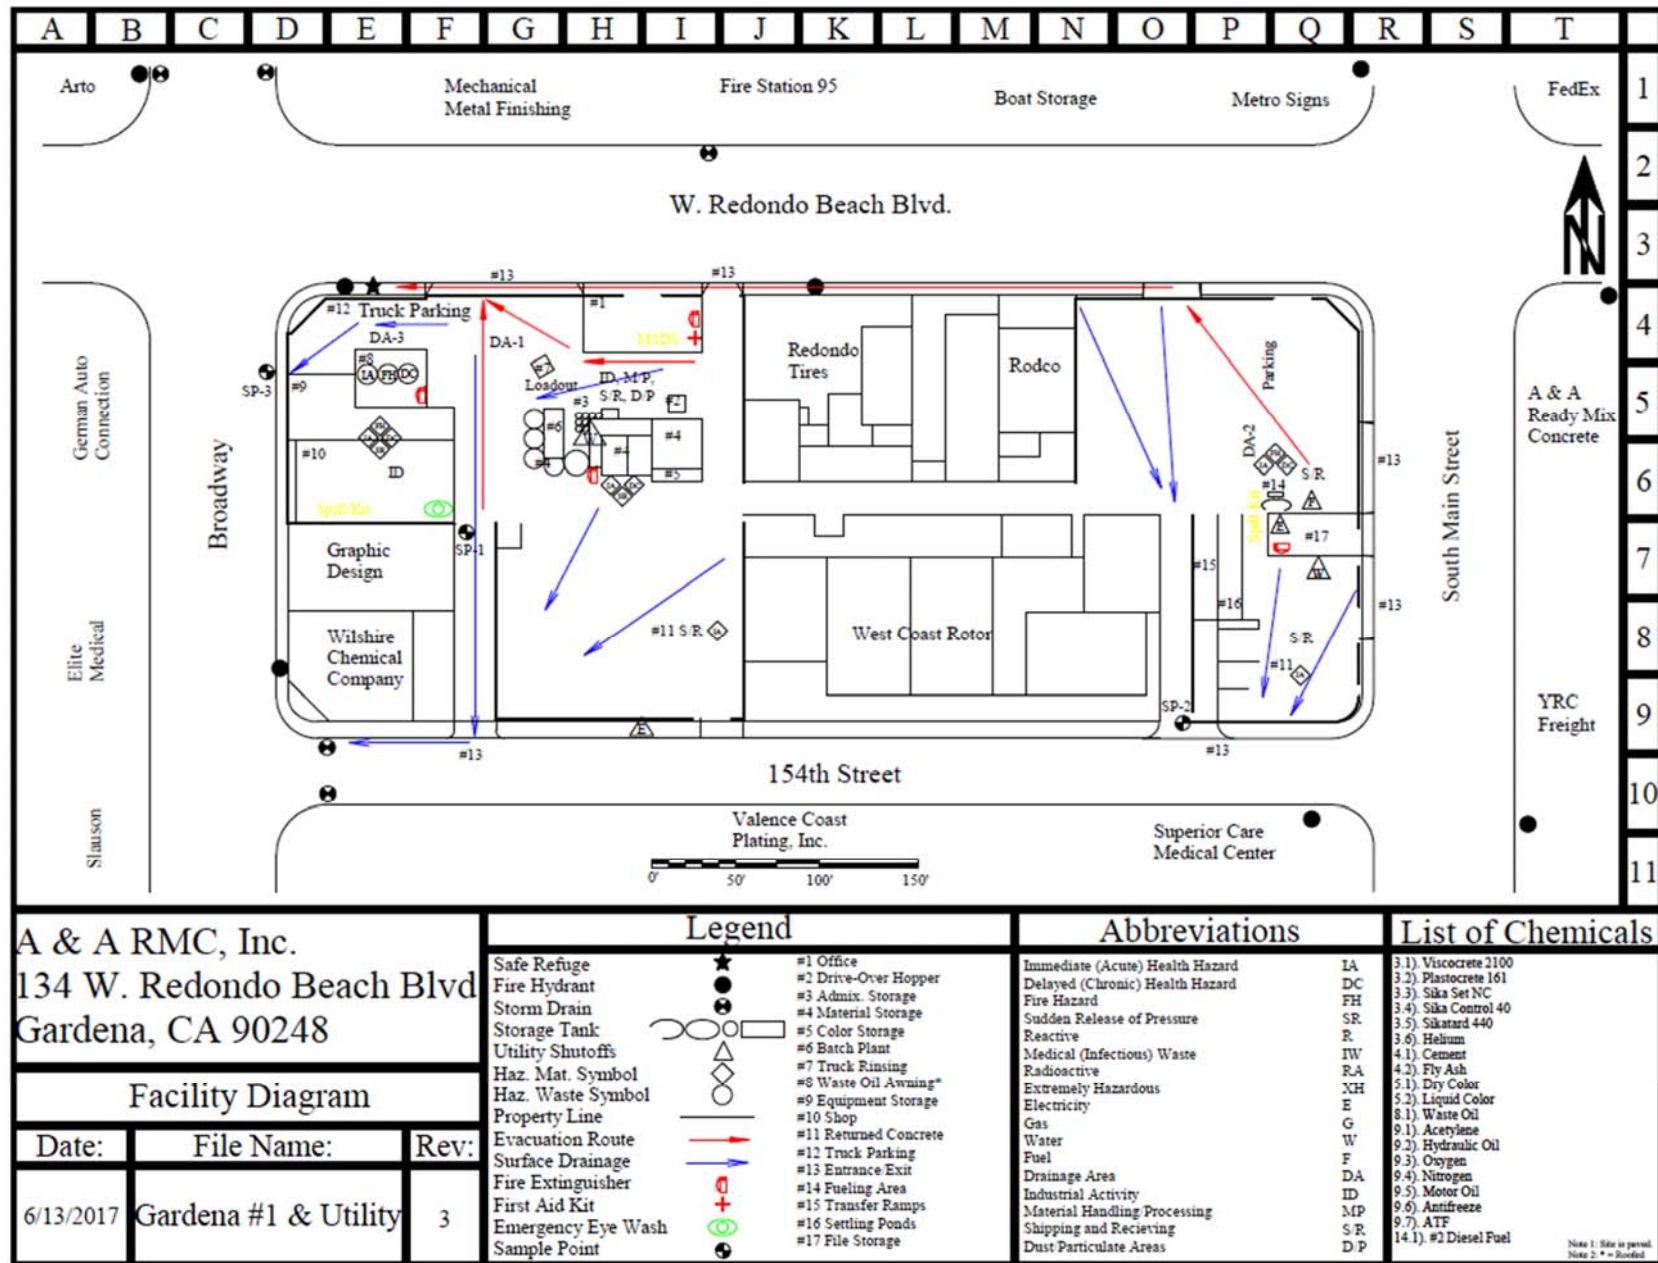 A B C D E F G H I J K L M N O P Q R S T
1
2
3
4
5
6
7
8
9
10
11
Arto
Mechanical
Metal Finishing
Fire Station 95
Boat Storage
Metro Signs
FedEx
W. Redondo Beach Blvd.
N
#13
#13
#12 Truck Parking
DA-3
#8
IA FH DC
SP-3
#9
#10
ID
Spill Kit
SP-1
DA-1
#1
MSDS
#7
Loadout
ID, M/P,
S/R, D/P
#3
#2
#6
#4
#4
#4
#5
W
Redondo
Tires
Rodco
Parking
DA-2
S/R
#14
F
Spill Kit
E
#17
W
#15
#16
S/R
#11
IA
#13
#13
German Auto
Connection
Broadway
South Main Street
A & A
Ready Mix
Concrete
Graphic
Design
Wilshire
Chemical
Company
#11 S/R
IA
West Coast Rotor
Elite
Medical
SP-2
E
#13
#13
YRC
Freight
154th Street
Slauson
Valence Coast
Plating, Inc.
0' 50' 100' 150'
Superior Care
Medical Center
A & A RMC, Inc.
134 W. Redondo Beach Blvd
Gardena, CA 90248
Facility Diagram
Date: File Name: Rev:
6/13/2017 Gardena #1 & Utility 3
Legend
Safe Refuge
Fire Hydrant
Storm Drain
Storage Tank
Utility Shutoffs
Haz. Mat. Symbol
Haz. Waste Symbol
Property Line
Evacuation Route
Surface Drainage
Fire Extinguisher
First Aid Kit
Emergency Eye Wash
Sample Point
#1 Office
#2 Drive-Over Hopper
#3 Admix. Storage
#4 Material Storage
#5 Color Storage
#6 Batch Plant
#7 Truck Rinsing
#8 Waste Oil Awning*
#9 Equipment Storage
#10 Shop
#11 Returned Concrete
#12 Truck Parking
#13 Entrance/Exit
#14 Fueling Area
#15 Transfer Ramps
#16 Settling Ponds
#17 File Storage
Abbreviations
Immediate (Acute) Health Hazard IA
Delayed (Chronic) Health Hazard DC
Fire Hazard FH
Sudden Release of Pressure SR
Reactive R
Medical (Infectious) Waste IW
Radioactive RA
Extremely Hazardous XH
Electricity E
Gas G
Water W
Fuel F
Drainage Area DA
Industrial Activity ID
Material Handling/Processing MP
Shipping and Recieving S/R
Dust/Particulate Areas D/P
List of Chemicals
3.1). Viscocrete 2100
3.2). Plastocrete 161
3.3). Sika Set NC
3.4). Sika Control 40
3.5). Sikatard 440
3.6). Helium
4.1). Cement
4.2). Fly Ash
5.1). Dry Color
5.2). Liquid Color
8.1). Waste Oil
9.1). Acetylene
9.2). Hydraulic Oil
9.3). Oxygen
9.4). Nitrogen
9.5). Motor Oil
9.6). Antifreeze
9.7). ATF
14.1). #2 Diesel Fuel
Note 1: Site is paved.
Note 2: * = Roofed